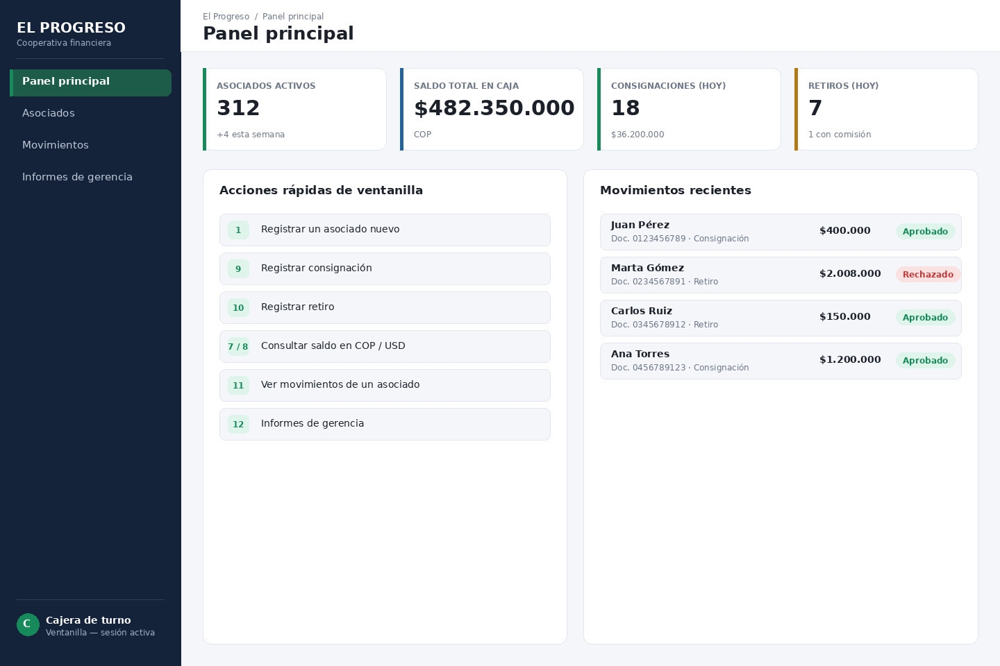 EL PROGRESO
Cooperativa financiera
Panel principal
Asociados
Movimientos
Informes de gerencia
C
Cajera de turno
Ventanilla — sesión activa
El Progreso / Panel principal
Panel principal
ASOCIADOS ACTIVOS
312
+4 esta semana
SALDO TOTAL EN CAJA
$482.350.000
COP
CONSIGNACIONES (HOY)
18
$36.200.000
RETIROS (HOY)
7
1 con comisión
Acciones rápidas de ventanilla
1 Registrar un asociado nuevo
9 Registrar consignación
10 Registrar retiro
7 / 8 Consultar saldo en COP / USD
11 Ver movimientos de un asociado
12 Informes de gerencia
Movimientos recientes
Juan Pérez
Doc. 0123456789 · Consignación
$400.000
Aprobado
Marta Gómez
Doc. 0234567891 · Retiro
$2.008.000
Rechazado
Carlos Ruiz
Doc. 0345678912 · Retiro
$150.000
Aprobado
Ana Torres
Doc. 0456789123 · Consignación
$1.200.000
Aprobado